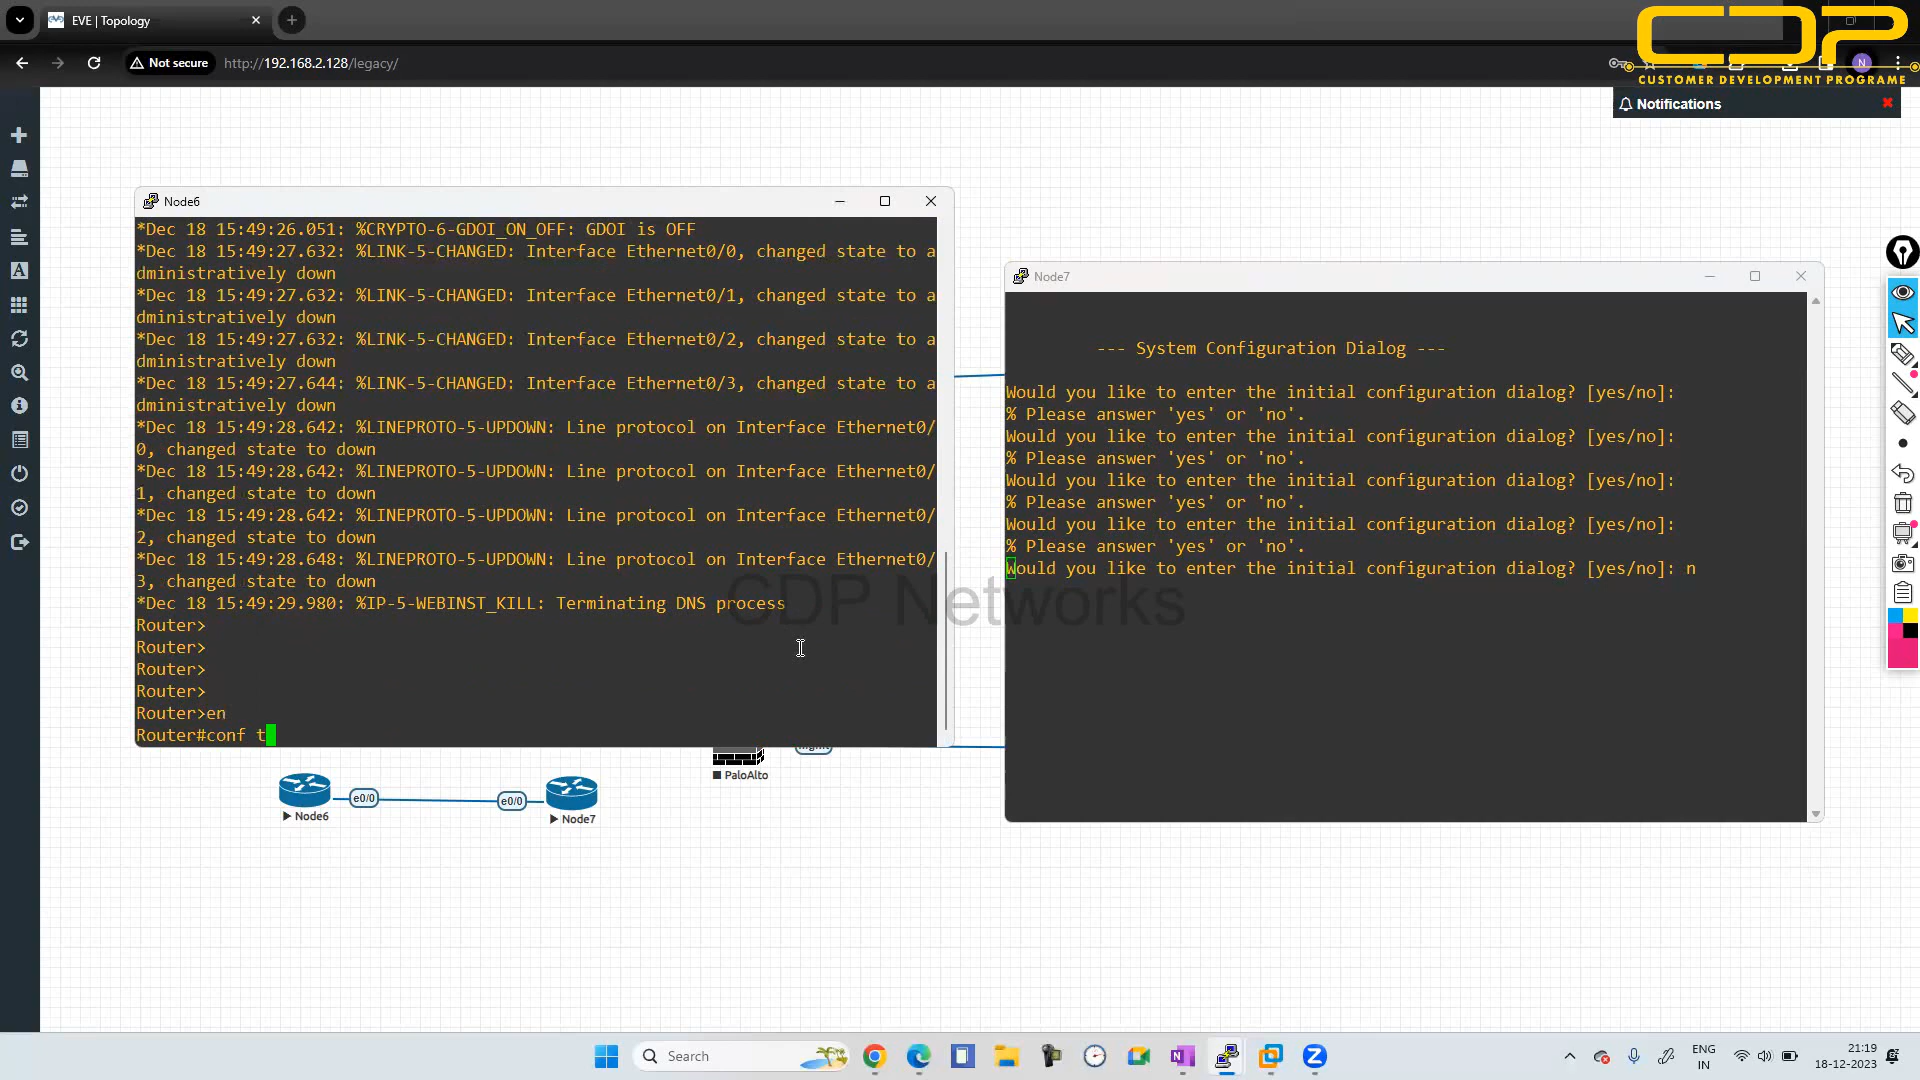 EVE | Topology
CDP
CUSTOMER DEVELOPMENT PROGRAME
Not secure
http://192.168.2.128/legacy/
N
Notifications
Node6
*Dec 18 15:49:26.051: %CRYPTO-6-GDOI_ON_OFF: GDOI is OFF
*Dec 18 15:49:27.632: %LINK-5-CHANGED: Interface Ethernet0/0, changed state to a
dministratively down
*Dec 18 15:49:27.632: %LINK-5-CHANGED: Interface Ethernet0/1, changed state to a
dministratively down
*Dec 18 15:49:27.632: %LINK-5-CHANGED: Interface Ethernet0/2, changed state to a
dministratively down
*Dec 18 15:49:27.644: %LINK-5-CHANGED: Interface Ethernet0/3, changed state to a
dministratively down
*Dec 18 15:49:28.642: %LINEPROTO-5-UPDOWN: Line protocol on Interface Ethernet0/
0, changed state to down
*Dec 18 15:49:28.642: %LINEPROTO-5-UPDOWN: Line protocol on Interface Ethernet0/
1, changed state to down
*Dec 18 15:49:28.642: %LINEPROTO-5-UPDOWN: Line protocol on Interface Ethernet0/
2, changed state to down
*Dec 18 15:49:28.648: %LINEPROTO-5-UPDOWN: Line protocol on Interface Ethernet0/
3, changed state to down
*Dec 18 15:49:29.980: %IP-5-WEBINST_KILL: Terminating DNS process
Router>
Router>
Router>
Router>
Router>en
Router#conf t
Node7
--- System Configuration Dialog ---
Would you like to enter the initial configuration dialog? [yes/no]:
% Please answer 'yes' or 'no'.
Would you like to enter the initial configuration dialog? [yes/no]:
% Please answer 'yes' or 'no'.
Would you like to enter the initial configuration dialog? [yes/no]:
% Please answer 'yes' or 'no'.
Would you like to enter the initial configuration dialog? [yes/no]:
% Please answer 'yes' or 'no'.
Would you like to enter the initial configuration dialog? [yes/no]: n
CDP Networks
mgmt
PaloAlto
e0/0
e0/0
Node6
Node7
Search
ENG
IN
21:19
18-12-2023